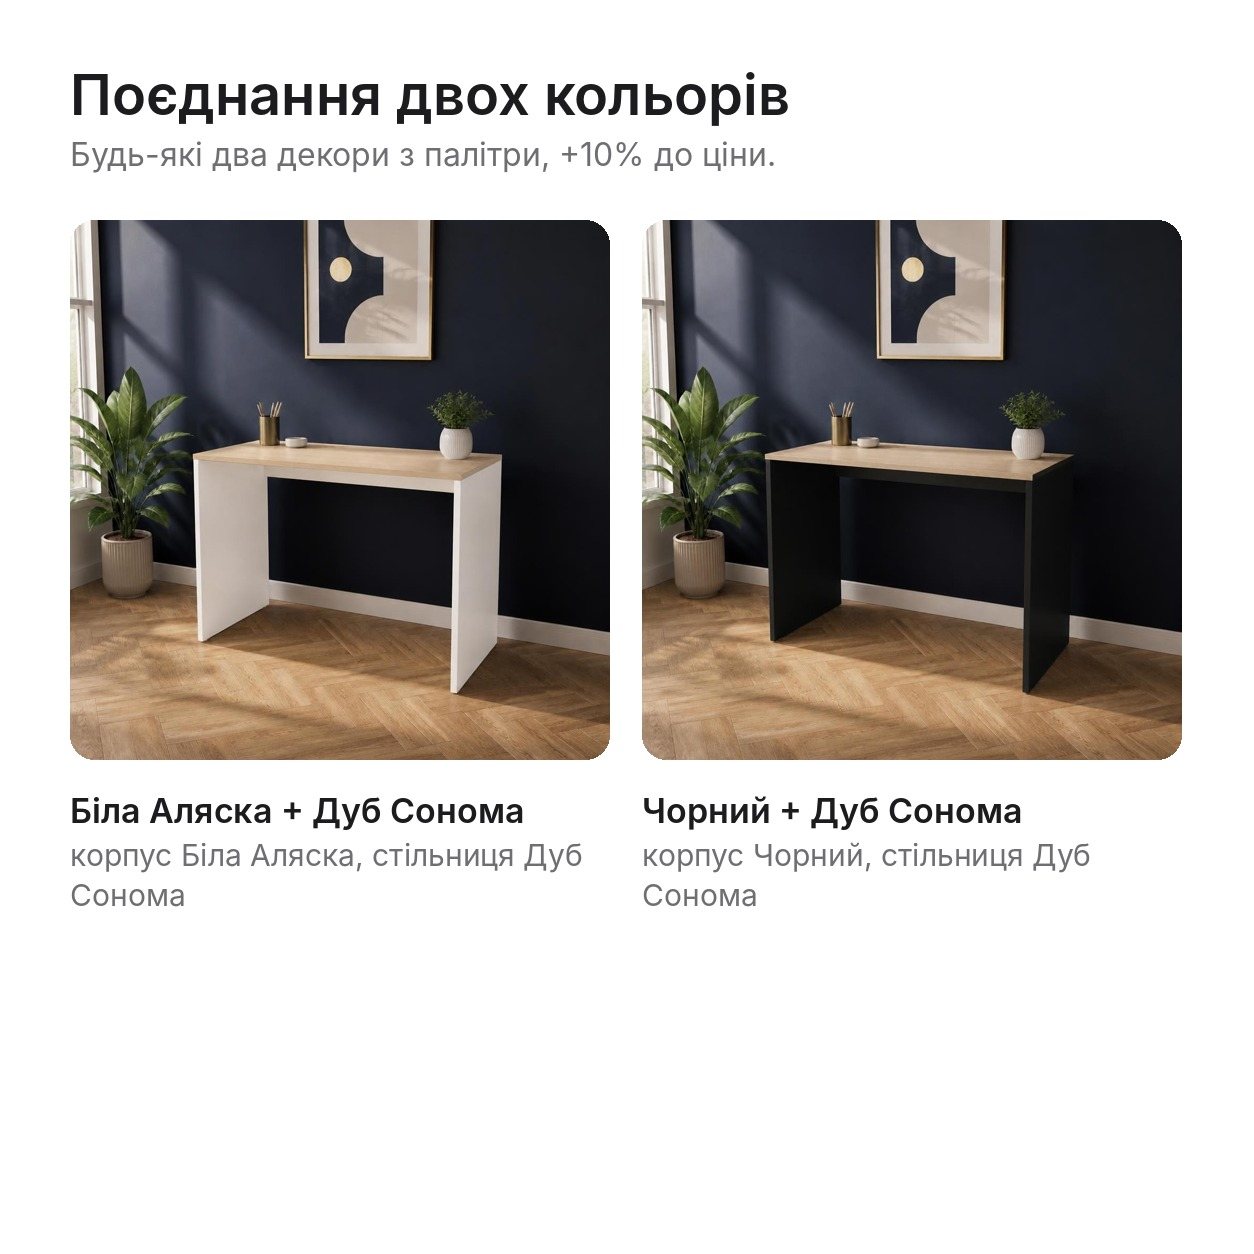 Поєднання двох кольорів
Будь-які два декори з палітри, +10% до ціни.
Біла Аляска + Дуб Сонома
корпус Біла Аляска, стільниця Дуб
Сонома
Чорний + Дуб Сонома
корпус Чорний, стільниця Дуб
Сонома